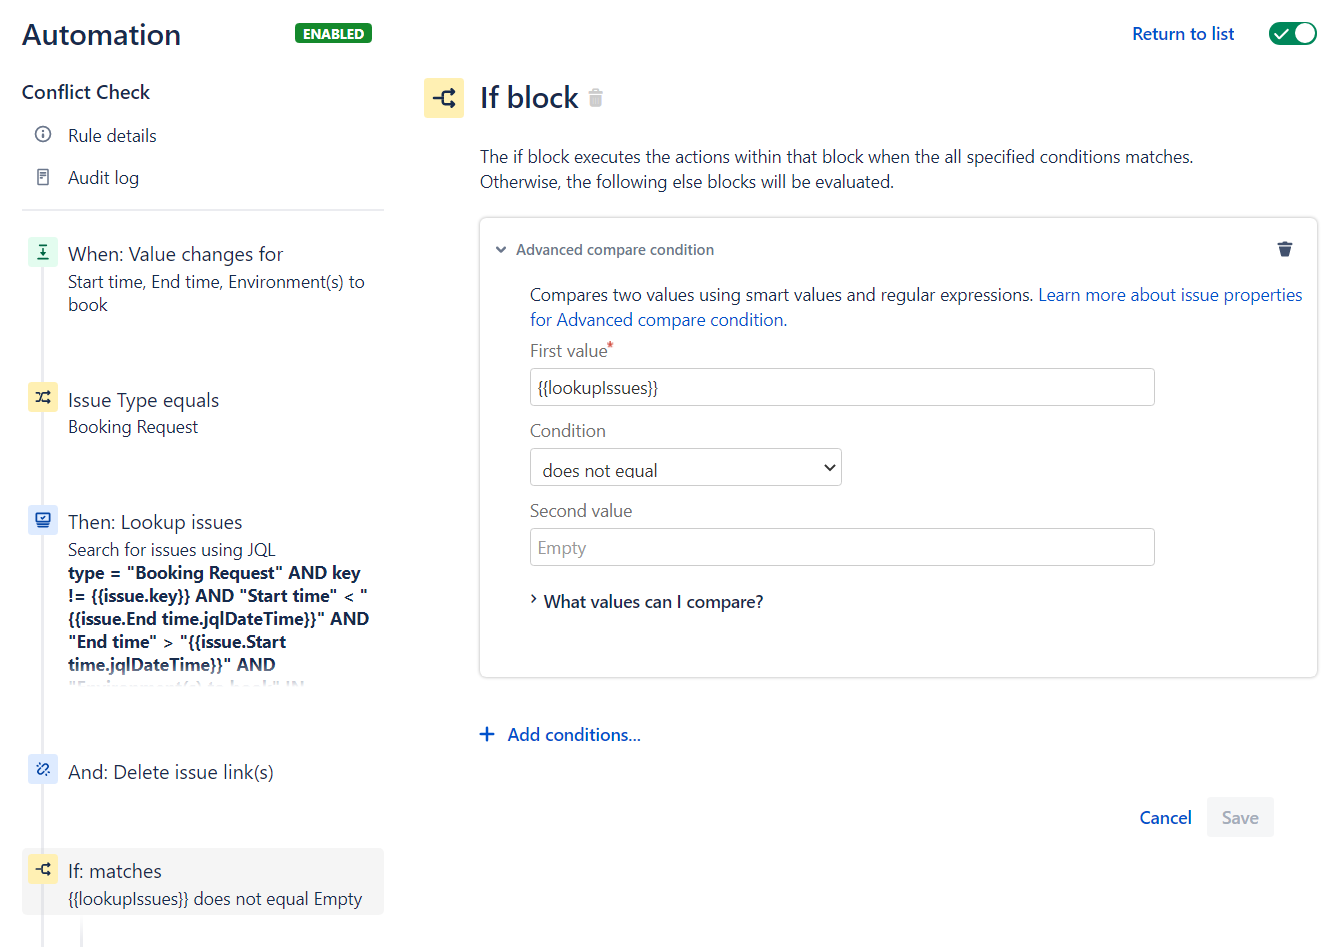 Automation
ENABLED
Return to list
Conflict Check
Rule details
Audit log
When: Value changes for
Start time, End time, Environment(s) to
book
Issue Type equals
Booking Request
Then: Lookup issues
Search for issues using JQL
type = "Booking Request" AND key
!= {{issue.key}} AND "Start time" < "
{{issue.End time.jqlDateTime}}" AND
"End time" > "{{issue.Start
time.jqlDateTime}}" AND
"Environment(s) to book" IN
And: Delete issue link(s)
If: matches
{{lookupIssues}} does not equal Empty
If block
The if block executes the actions within that block when the all specified conditions matches.
Otherwise, the following else blocks will be evaluated.
Advanced compare condition
Compares two values using smart values and regular expressions. Learn more about issue properties
for Advanced compare condition.
First value*
{{lookupIssues}}
Condition
does not equal
Second value
Empty
What values can I compare?
Add conditions...
Cancel
Save